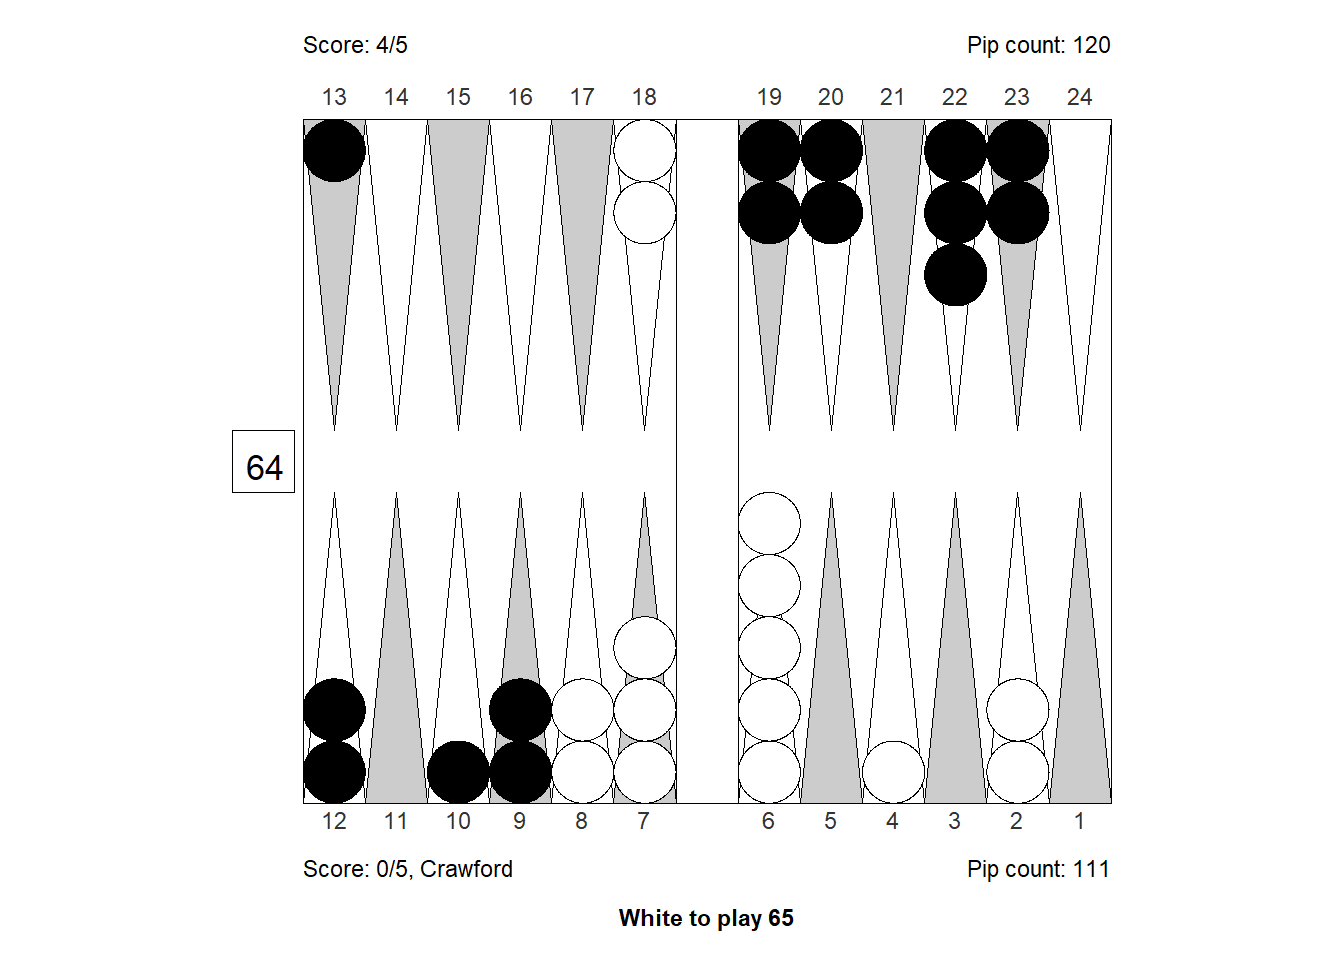 Score: 4/5 Pip count: 120
13 14 15 16 17 18 19 20 21 22 23 24
64
12 11 10 9 8 7 6 5 4 3 2 1
Score: 0/5, Crawford Pip count: 111
White to play 65